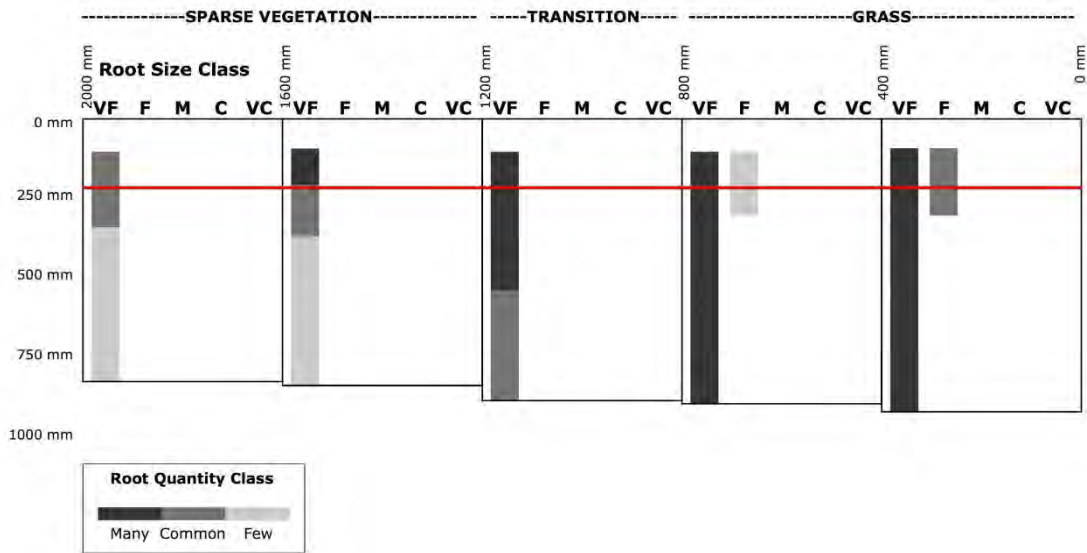 ------------------SPARSE VEGETATION------------------ -----TRANSITION----- -----------------------GRASS------------------------
2000 mm 1600 mm 1200 mm 800 mm 400 mm 0 mm
Root Size Class
VF F M C VC VF F M C VC VF F M C VC VF F M C VC VF F M C VC
0 mm
250 mm
500 mm
750 mm
1000 mm
Root Quantity Class
Many Common Few